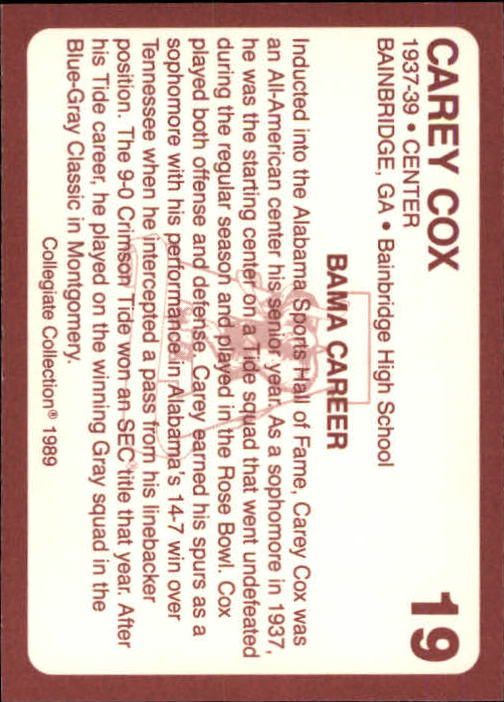 CAREY COX 19
1937-39 • CENTER
BAINBRIDGE, GA • Bainbridge High School
BAMA CAREER
Inducted into the Alabama Sports Hall of Fame, Carey Cox was
an All-American center his senior year. As a sophomore in 1937,
he was the starting center on a Tide squad that went undefeated
during the regular season and played in the Rose Bowl. Cox
played both offense and defense. Carey earned his spurs as a
sophomore with his performance in Alabama's 14-7 win over
Tennessee when he intercepted a pass from his linebacker
position. The 9-0 Crimson Tide won an SEC title that year. After
his Tide career, he played on the winning Gray squad in the
Blue-Gray Classic in Montgomery.
Collegiate Collection® 1989